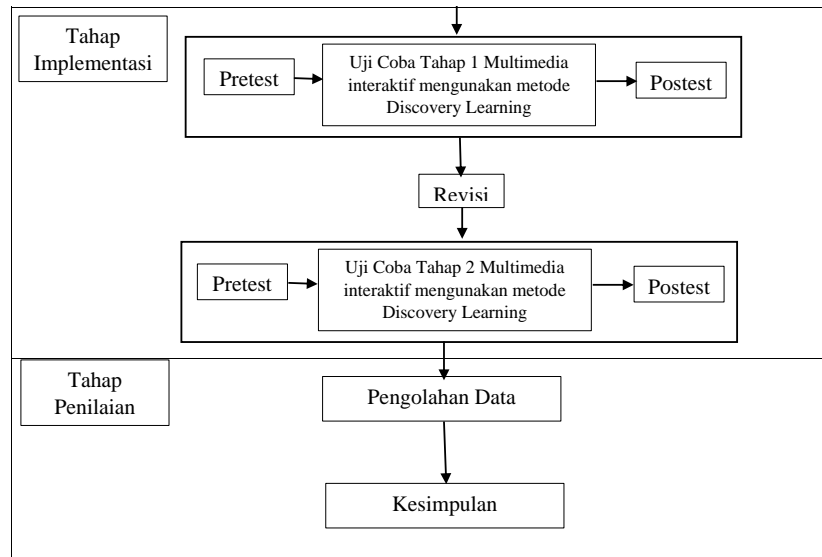 Tahap
Implementasi
Pretest
Uji Coba Tahap 1 Multimedia
interaktif mengunakan metode
Discovery Learning
Postest
Revisi
Pretest
Uji Coba Tahap 2 Multimedia
interaktif mengunakan metode
Discovery Learning
Postest
Tahap
Penilaian
Pengolahan Data
Kesimpulan